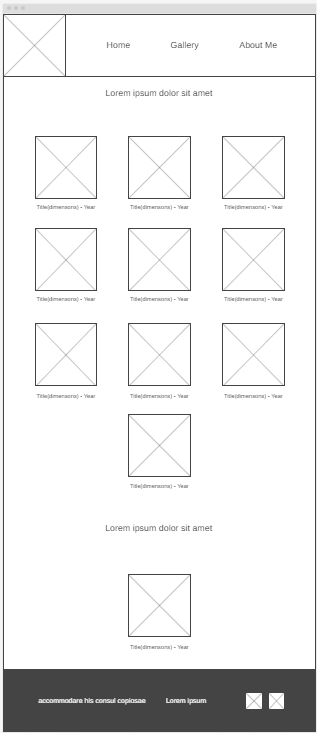 Home Gallery About Me
Lorem ipsum dolor sit amet
Title(dimensons) - Year Title(dimensons) - Year Title(dimensons) - Year
Title(dimensons) - Year Title(dimensons) - Year Title(dimensons) - Year
Title(dimensons) - Year Title(dimensons) - Year Title(dimensons) - Year
Title(dimensons) - Year
Lorem ipsum dolor sit amet
Title(dimensons) - Year
accommodare his consul copiosae Lorem ipsum